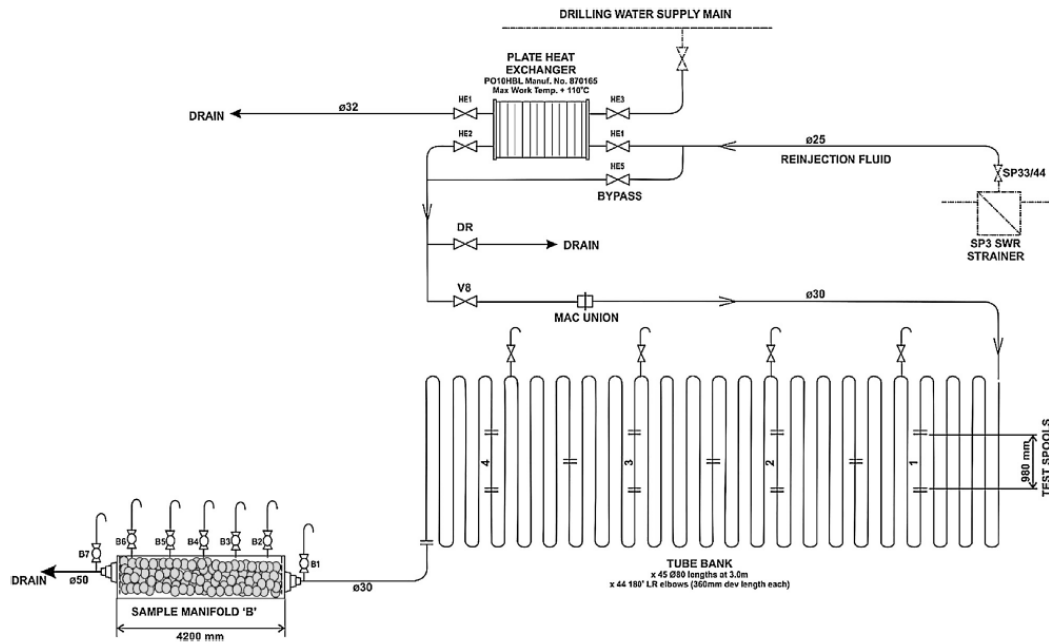 DRILLING WATER SUPPLY MAIN
PLATE HEAT
EXCHANGER
PO10HBL Manuf. No. 870165
Max Work Temp. + 110°C
HE1
HE3
ø32
DRAIN
HE2
HE1
ø25
REINJECTION FLUID
HE5
BYPASS
SP33/44
SP3 SWR
STRAINER
DR
DRAIN
V8
MAC UNION
ø30
4
3
2
1
980 mm
TEST SPOOLS
B7
B6
B5
B4
B3
B2
B1
DRAIN
ø50
ø30
SAMPLE MANIFOLD 'B'
4200 mm
TUBE BANK
x 45 Ø80 lengths at 3.0m
x 44 180° LR elbows (360mm dev length each)